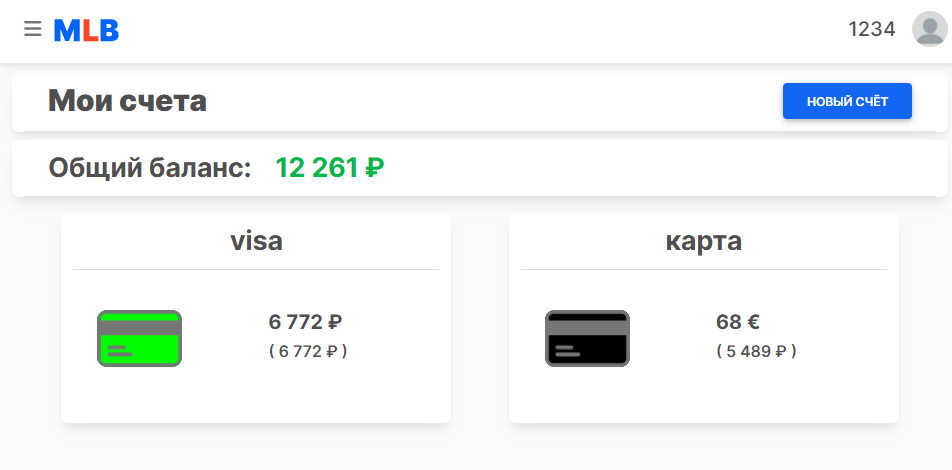 MLB 1234
Мои счета НОВЫЙ СЧЁТ
Общий баланс: 12 261 ₽
visa
6 772 ₽
( 6 772 ₽ )
карта
68 €
( 5 489 ₽ )